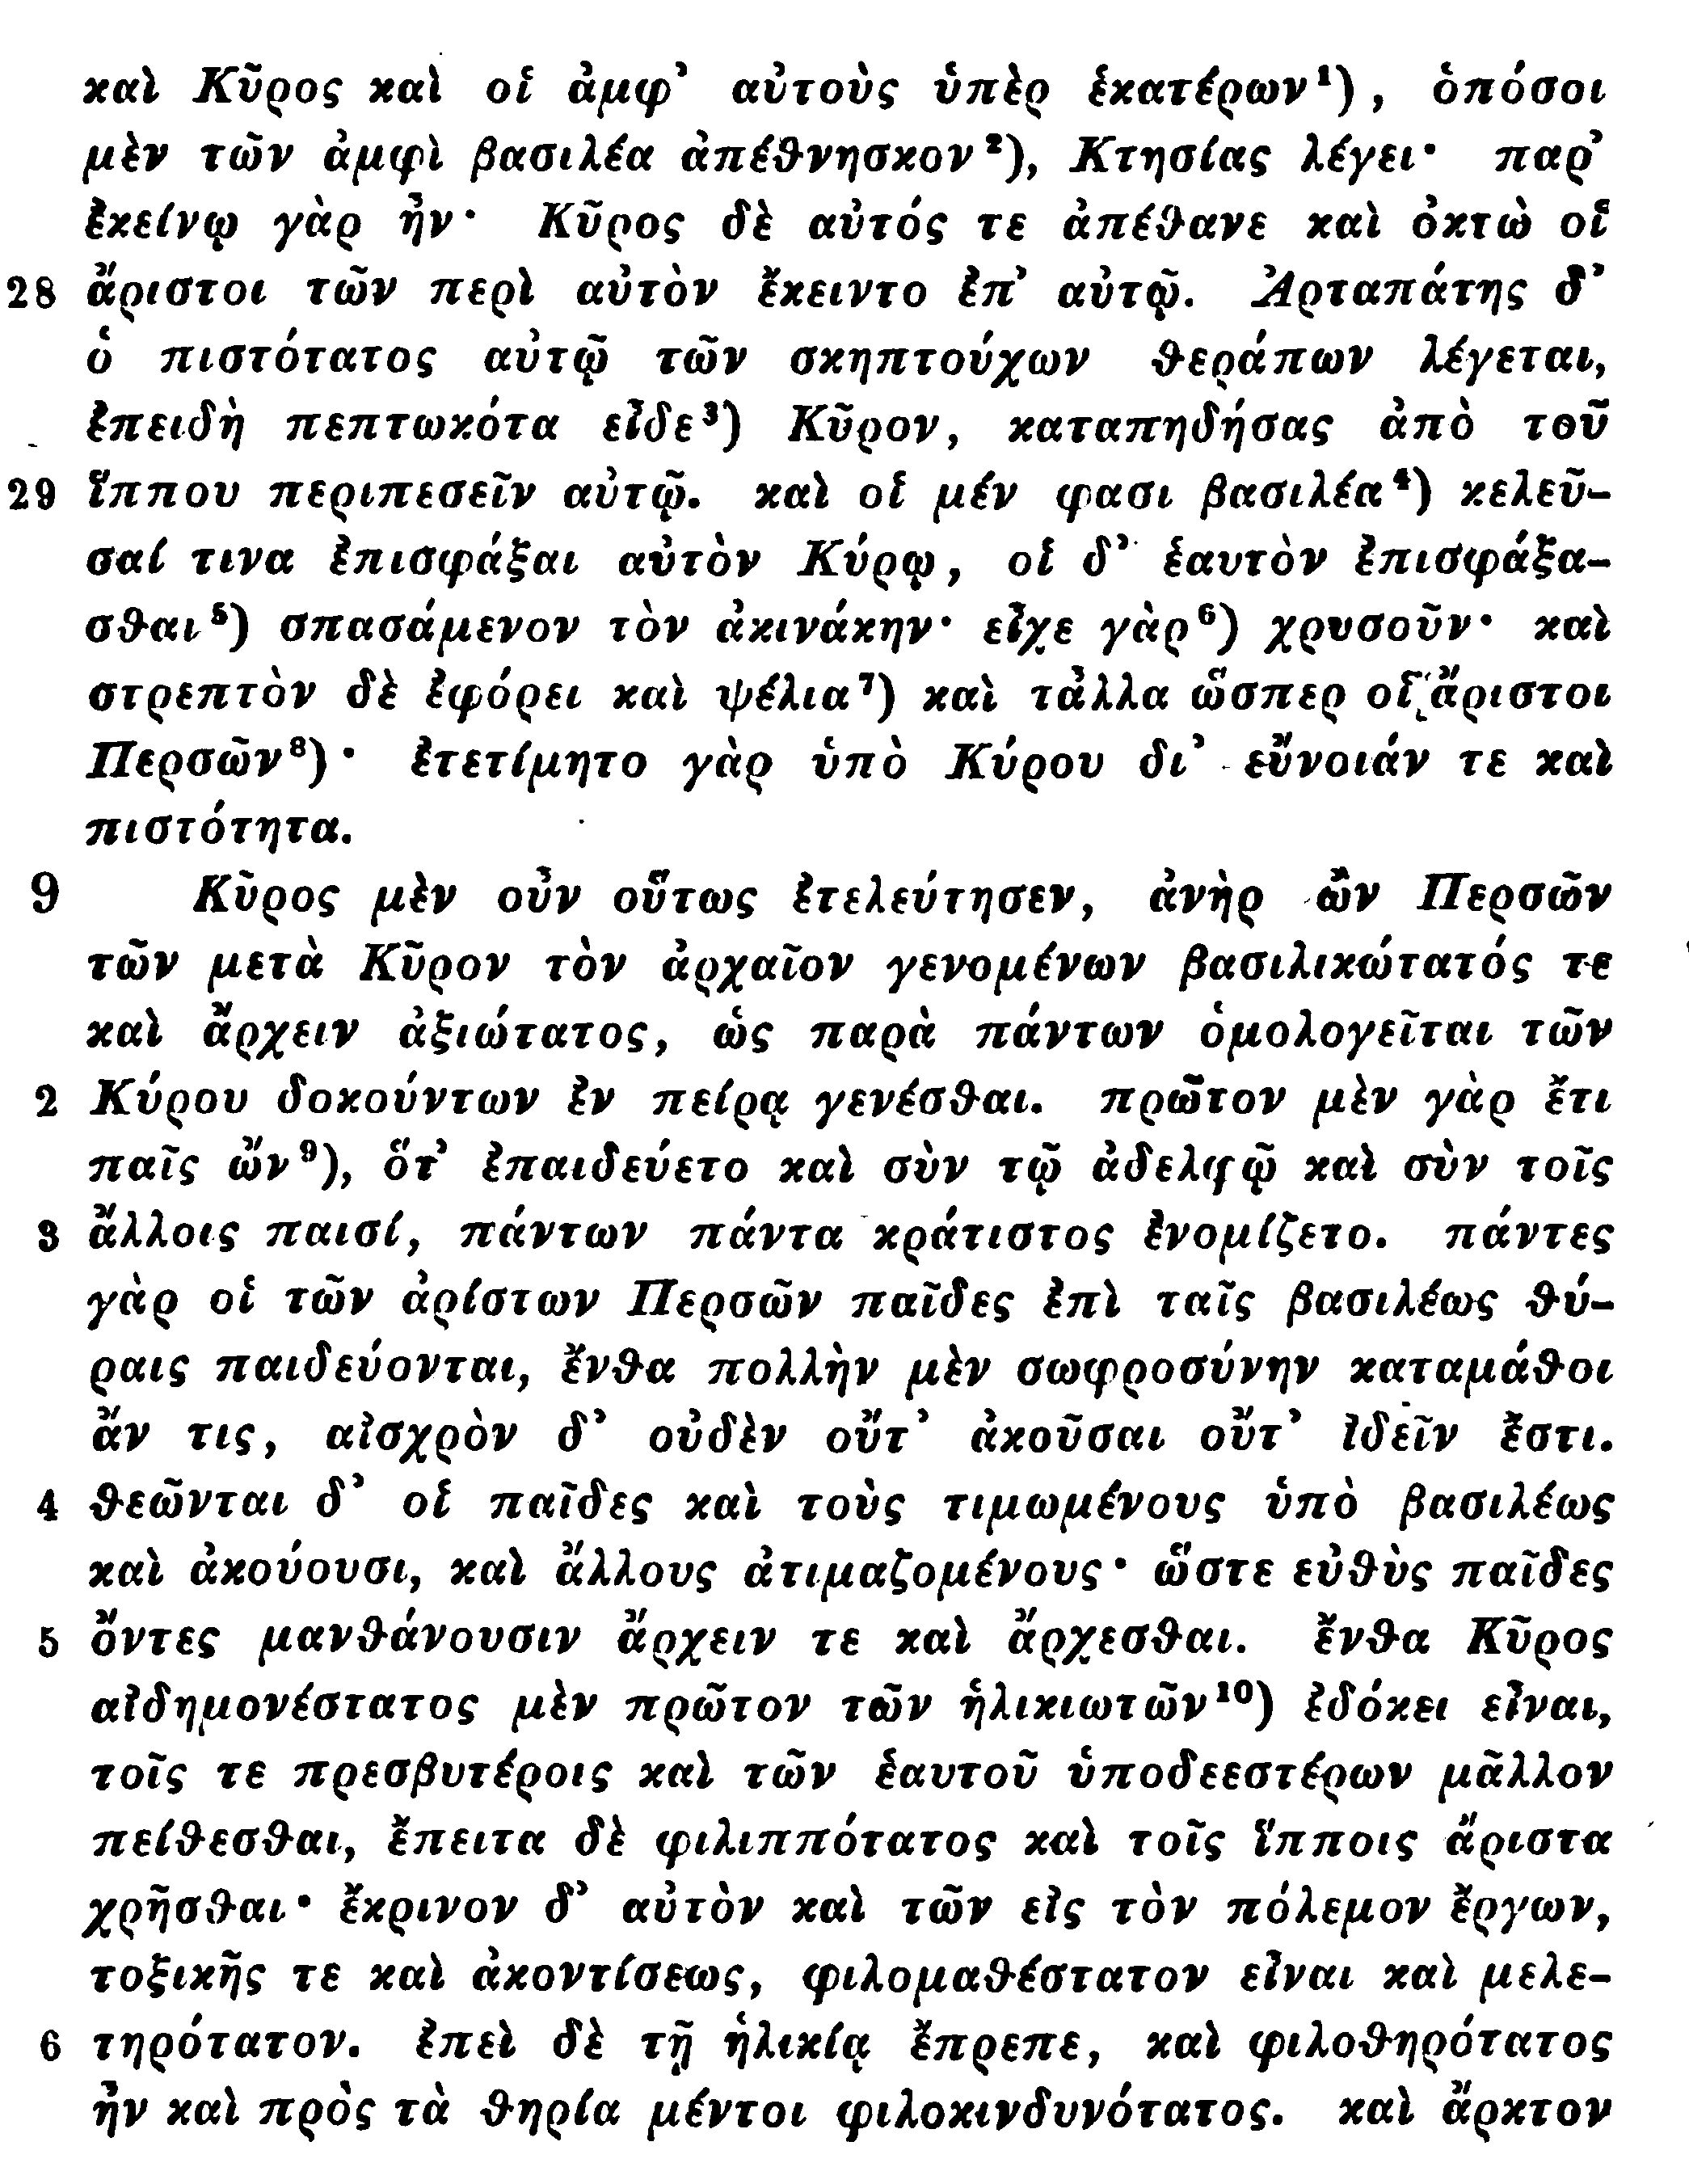 καὶ Κῦρος καὶ οἱ ἀμφ’ αὐτοὺς ὑπὲρ ἑκατέρων¹), ὁπόσοι
μὲν τῶν ἀμφὶ βασιλέα ἀπέθνησκον²), Κτησίας λέγει· παρ’
ἐκείνῳ γὰρ ἦν· Κῦρος δὲ αὐτός τε ἀπέθανε καὶ ὀκτὼ οἱ
28 ἄριστοι τῶν περὶ αὐτὸν ἔκειντο ἐπ’ αὐτῷ. Ἀρταπάτης δ’
ὁ πιστότατος αὐτῷ τῶν σκηπτούχων θεράπων λέγεται,
ἐπειδὴ πεπτωκότα εἶδε³) Κῦρον, καταπηδήσας ἀπὸ τοῦ
29 ἵππου περιπεσεῖν αὐτῷ. καὶ οἱ μέν φασι βασιλέα⁴) κελεῦ-
σαί τινα ἐπισφάξαι αὐτὸν Κύρῳ, οἱ δ’ ἑαυτὸν ἐπισφάξα-
σθαι⁵) σπασάμενον τὸν ἀκινάκην· εἶχε γὰρ⁶) χρυσοῦν· καὶ
στρεπτὸν δὲ ἐφόρει καὶ ψέλια⁷) καὶ τἆλλα ὥσπερ οἱ ἄριστοι
Περσῶν⁸)· ἐτετίμητο γὰρ ὑπὸ Κύρου δι’ εὔνοιάν τε καὶ
πιστότητα.
9 Κῦρος μὲν οὖν οὕτως ἐτελεύτησεν, ἀνὴρ ὢν Περσῶν
τῶν μετὰ Κῦρον τὸν ἀρχαῖον γενομένων βασιλικώτατός τε
καὶ ἄρχειν ἀξιώτατος, ὡς παρὰ πάντων ὁμολογεῖται τῶν
2 Κύρου δοκούντων ἐν πείρᾳ γενέσθαι. πρῶτον μὲν γὰρ ἔτι
παῖς ὤν⁹), ὅτ’ ἐπαιδεύετο καὶ σὺν τῷ ἀδελφῷ καὶ σὺν τοῖς
3 ἄλλοις παισί, πάντων πάντα κράτιστος ἐνομίζετο. πάντες
γὰρ οἱ τῶν ἀρίστων Περσῶν παῖδες ἐπὶ ταῖς βασιλέως θύ-
ραις παιδεύονται, ἔνθα πολλὴν μὲν σωφροσύνην καταμάθοι
ἄν τις, αἰσχρὸν δ’ οὐδὲν οὔτ’ ἀκοῦσαι οὔτ’ ἰδεῖν ἔστι.
4 θεῶνται δ’ οἱ παῖδες καὶ τοὺς τιμωμένους ὑπὸ βασιλέως
καὶ ἀκούουσι, καὶ ἄλλους ἀτιμαζομένους· ὥστε εὐθὺς παῖδες
5 ὄντες μανθάνουσιν ἄρχειν τε καὶ ἄρχεσθαι. ἔνθα Κῦρος
αἰδημονέστατος μὲν πρῶτον τῶν ἡλικιωτῶν¹⁰) ἐδόκει εἶναι,
τοῖς τε πρεσβυτέροις καὶ τῶν ἑαυτοῦ ὑποδεεστέρων μᾶλλον
πείθεσθαι, ἔπειτα δὲ φιλιππότατος καὶ τοῖς ἵπποις ἄριστα
χρῆσθαι· ἔκρινον δ’ αὐτὸν καὶ τῶν εἰς τὸν πόλεμον ἔργων,
τοξικῆς τε καὶ ἀκοντίσεως, φιλομαθέστατον εἶναι καὶ μελε-
6 τηρότατον. ἐπεὶ δὲ τῇ ἡλικίᾳ ἔπρεπε, καὶ φιλοθηρότατος
ἦν καὶ πρὸς τὰ θηρία μέντοι φιλοκινδυνότατος. καὶ ἄρκτον